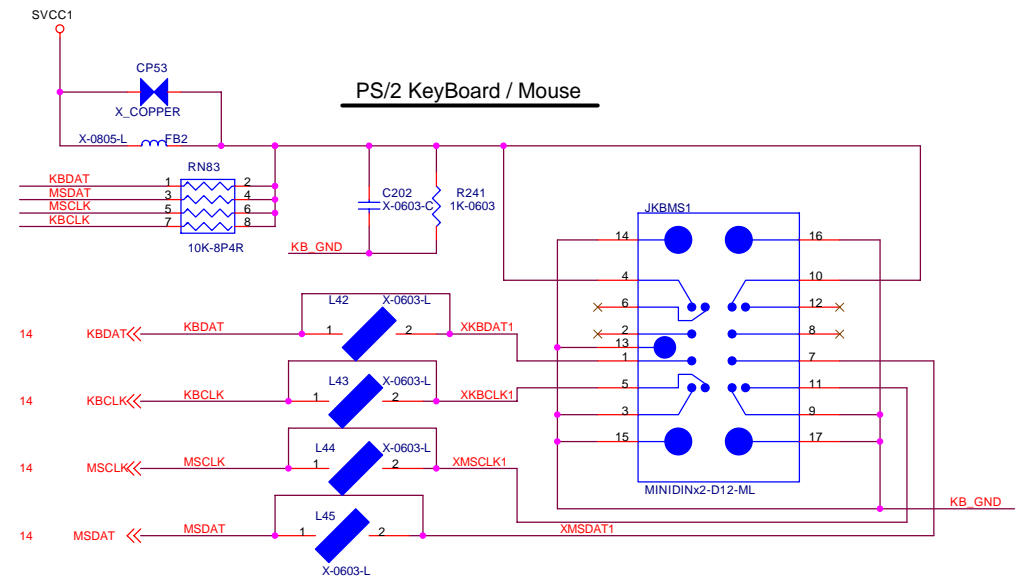 SVCC1
CP53
X_COPPER
PS/2 KeyBoard / Mouse
X-0805-L FB2
RN83
KBDAT 1 2
MSDAT 3 4
MSCLK 5 6
KBCLK 7 8
10K-8P4R
C202
X-0603-C
R241
1K-0603
KB_GND
JKBMS1
14 16
4 10
6 12
2 8
13
1 7
5 11
3 9
15 17
MINIDINx2-D12-ML
KB_GND
L42 X-0603-L
14 KBDAT KBDAT 1 2 XKBDAT1
L43 X-0603-L
14 KBCLK KBCLK 1 2 XKBCLK1
L44 X-0603-L
14 MSCLK MSCLK 1 2 XMSCLK1
L45
14 MSDAT MSDAT 1 2 XMSDAT1
X-0603-L